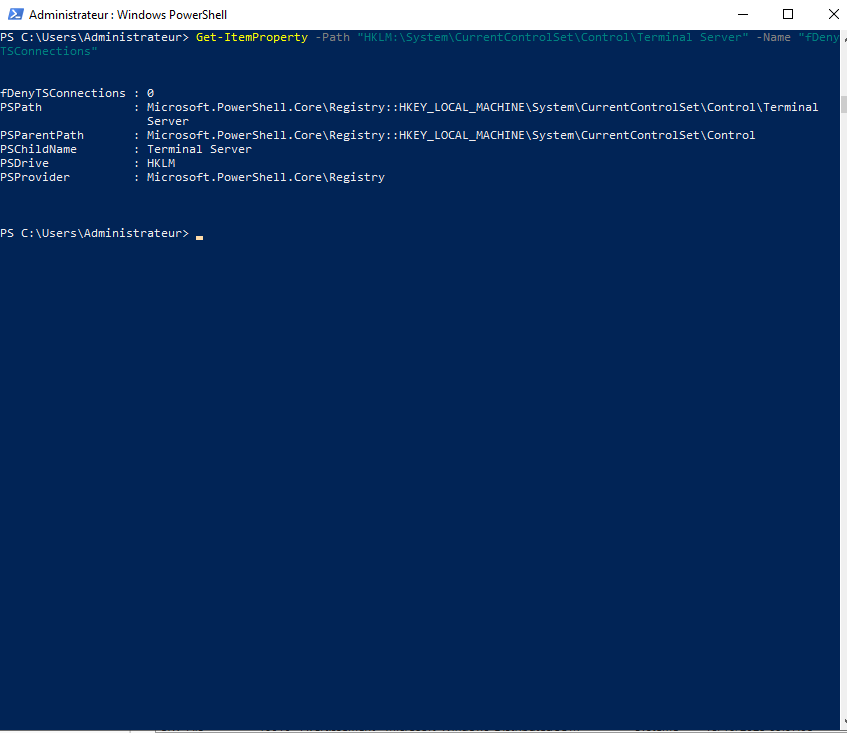 Administrateur : Windows PowerShell
PS C:\Users\Administrateur> Get-ItemProperty -Path "HKLM:\System\CurrentControlSet\Control\Terminal Server" -Name "fDeny
TSConnections"
fDenyTSConnections : 0
PSPath             : Microsoft.PowerShell.Core\Registry::HKEY_LOCAL_MACHINE\System\CurrentControlSet\Control\Terminal
                     Server
PSParentPath       : Microsoft.PowerShell.Core\Registry::HKEY_LOCAL_MACHINE\System\CurrentControlSet\Control
PSChildName        : Terminal Server
PSDrive            : HKLM
PSProvider         : Microsoft.PowerShell.Core\Registry
PS C:\Users\Administrateur>